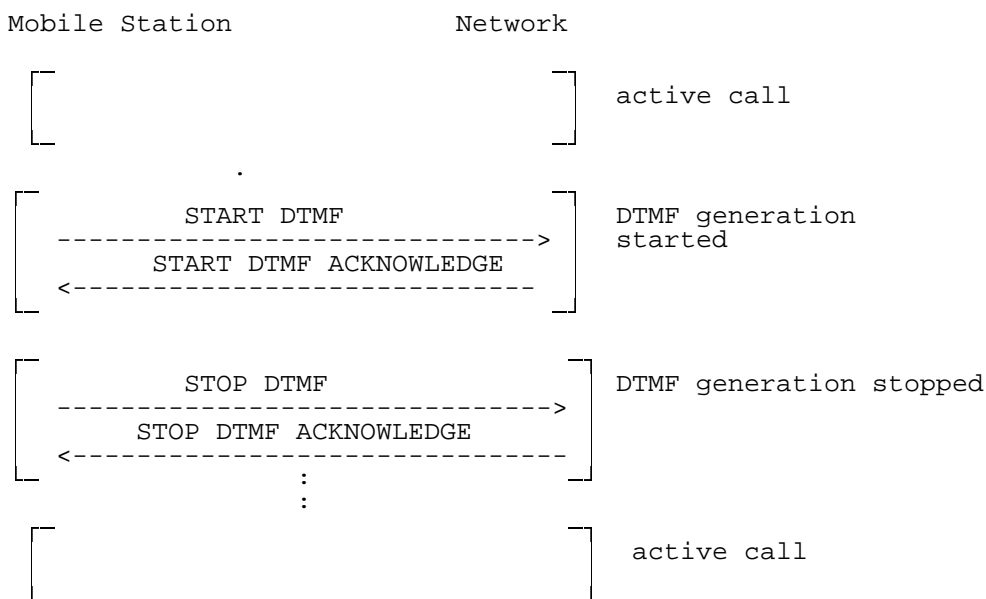 Mobile Station Network
active call
.
START DTMF
DTMF generation started
------------------------------>
START DTMF ACKNOWLEDGE
<-----------------------------
STOP DTMF
DTMF generation stopped
------------------------------->
STOP DTMF ACKNOWLEDGE
<-------------------------------
:
:
active call